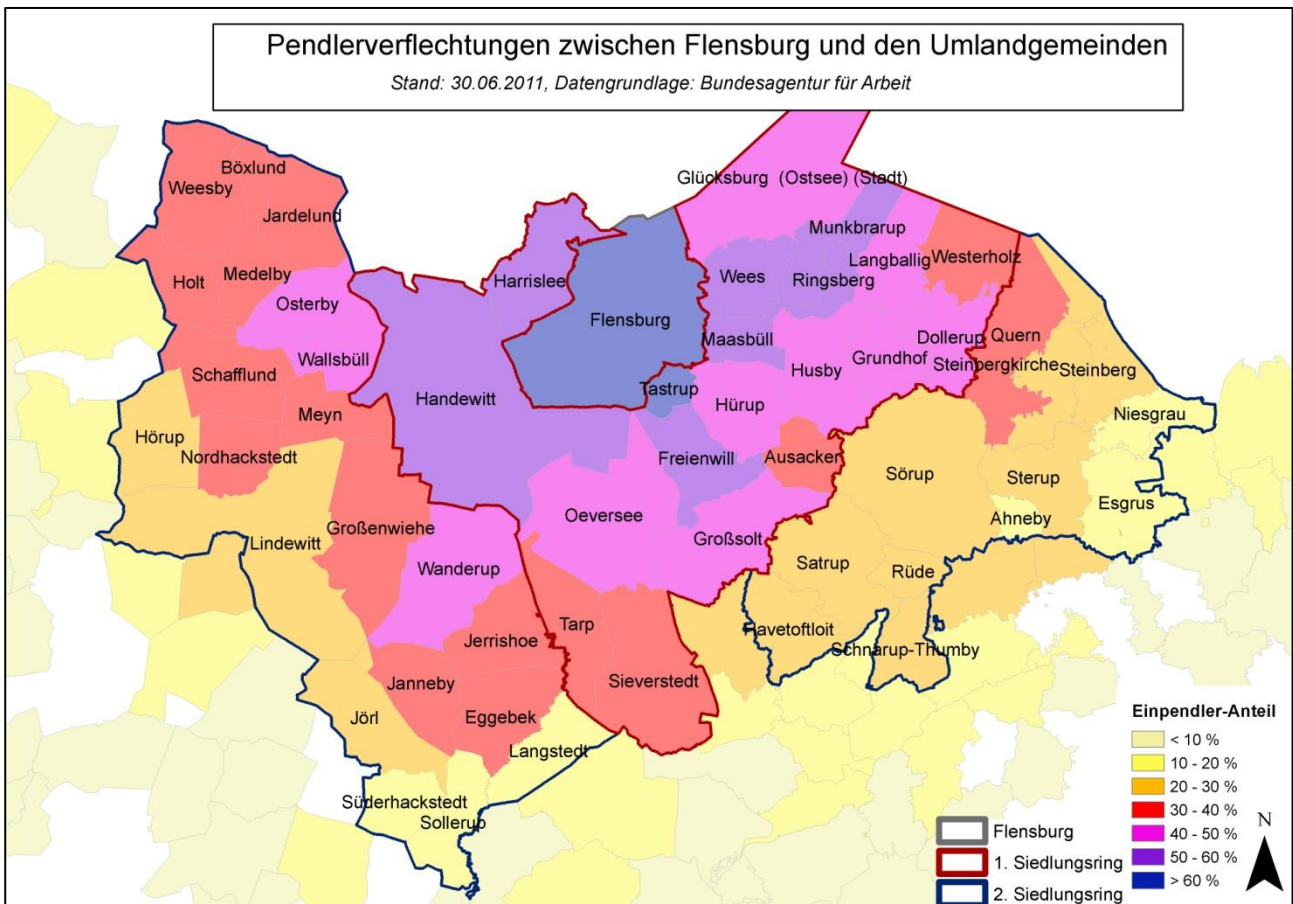 Pendlerverflechtungen zwischen Flensburg und den Umlandgemeinden
Stand: 30.06.2011, Datengrundlage: Bundesagentur für Arbeit
Böxlund
Weesby
Jardelund
Holt
Medelby
Osterby
Wallsbüll
Schafflund
Meyn
Hörup
Nordhackstedt
Großenwiehe
Lindewitt
Wanderup
Jerrishoe
Janneby
Jörl
Eggebek
Langstedt
Süderhackstedt
Sollerup
Harrislee
Handewitt
Flensburg
Tastrup
Glücksburg (Ostsee) (Stadt)
Munkbrarup
Wees
Ringsberg
Langballig
Westerholz
Maasbüll
Husby
Grundhof
Dollerup
Quern
Steinbergkirche
Steinberg
Hürup
Freienwill
Ausacker
Niesgrau
Sörup
Sterup
Esgrus
Ahneby
Oeversee
Großsolt
Satrup
Rüde
Havetoftloit
Schnarup-Thumby
Tarp
Sieverstedt
Einpendler-Anteil
< 10 %
10 - 20 %
20 - 30 %
30 - 40 %
40 - 50 %
50 - 60 %
> 60 %
Flensburg
1. Siedlungsring
2. Siedlungsring
N